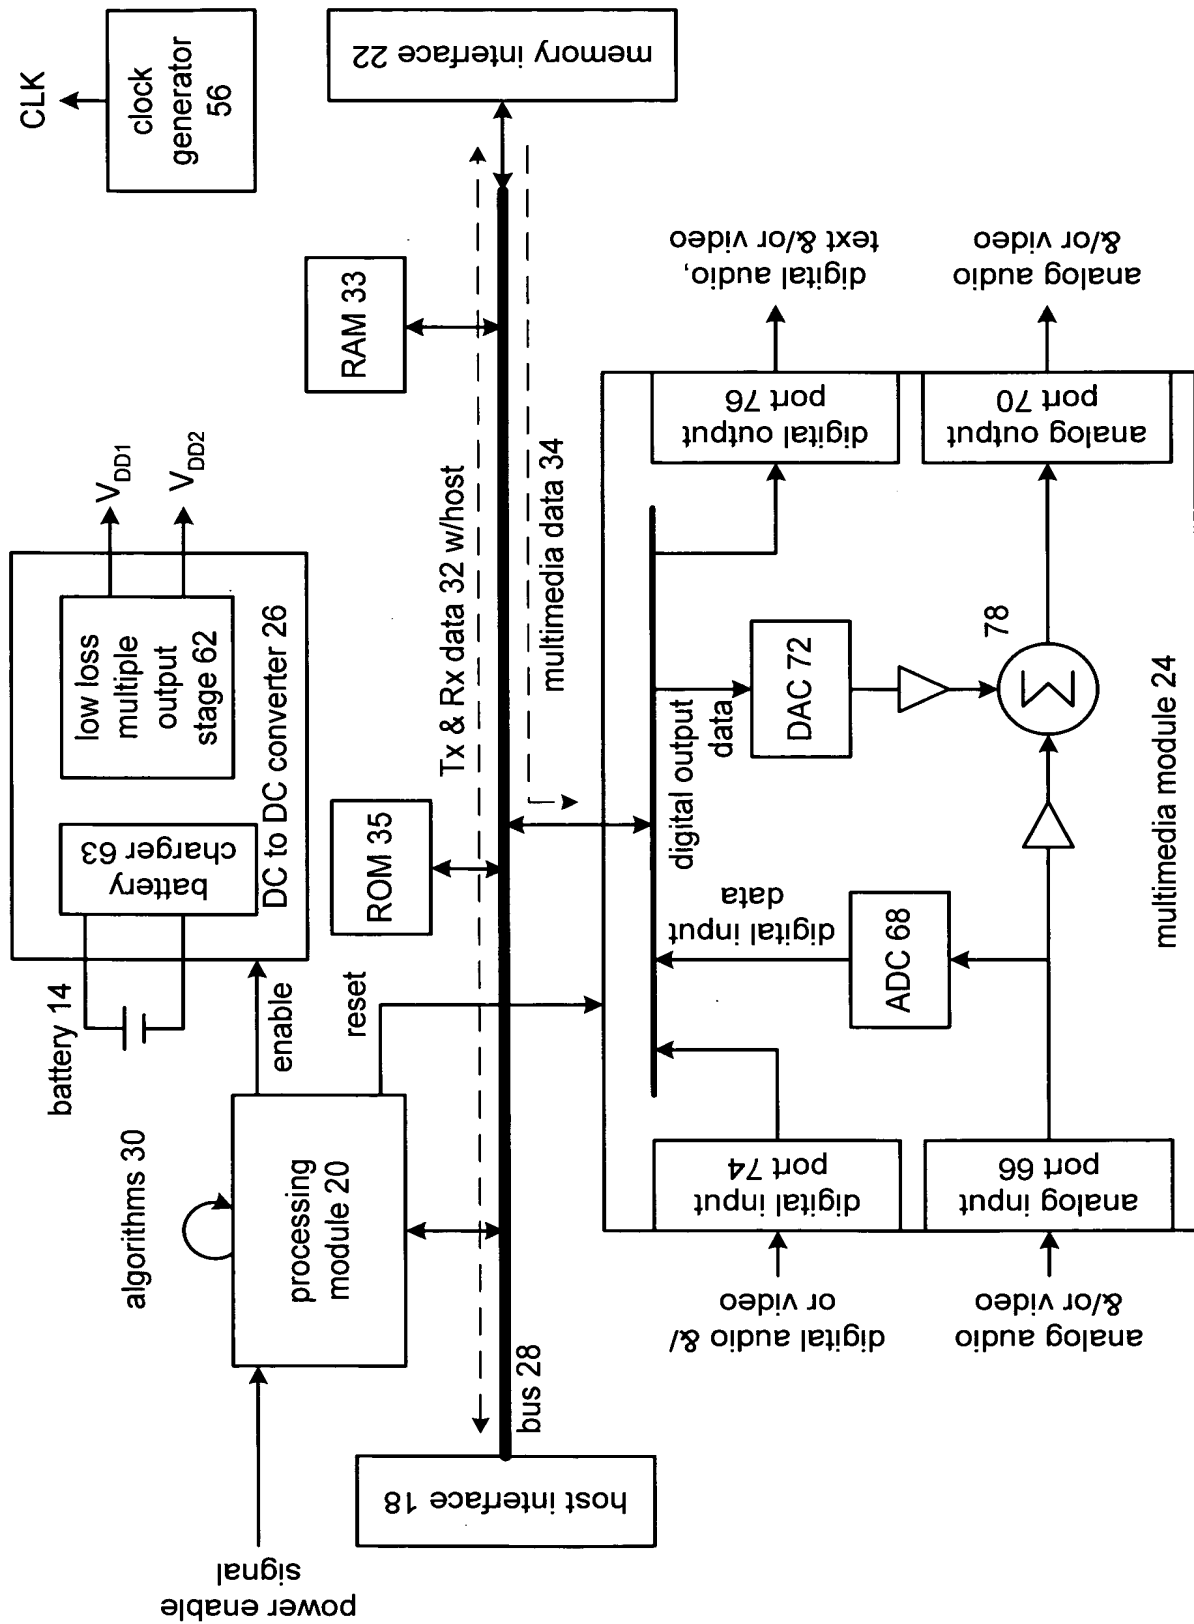 CLK
clock
generator
56
memory interface 22
V_DD1
V_DD2
low loss
multiple
output
stage 62
battery
charger 63
DC to DC converter 26
battery 14
enable
reset
algorithms 30
processing
module 20
power enable
signal
host interface 18
bus 28
Tx & Rx data 32 w/host
multimedia data 34
RAM 33
ROM 35
digital audio &/
or video
analog audio
&/or video
digital input
port 74
analog input
port 66
digital input
data
ADC 68
digital output
data
DAC 72
Σ
78
digital output
port 76
analog output
port 70
digital audio,
text &/or video
analog audio
&/or video
multimedia module 24